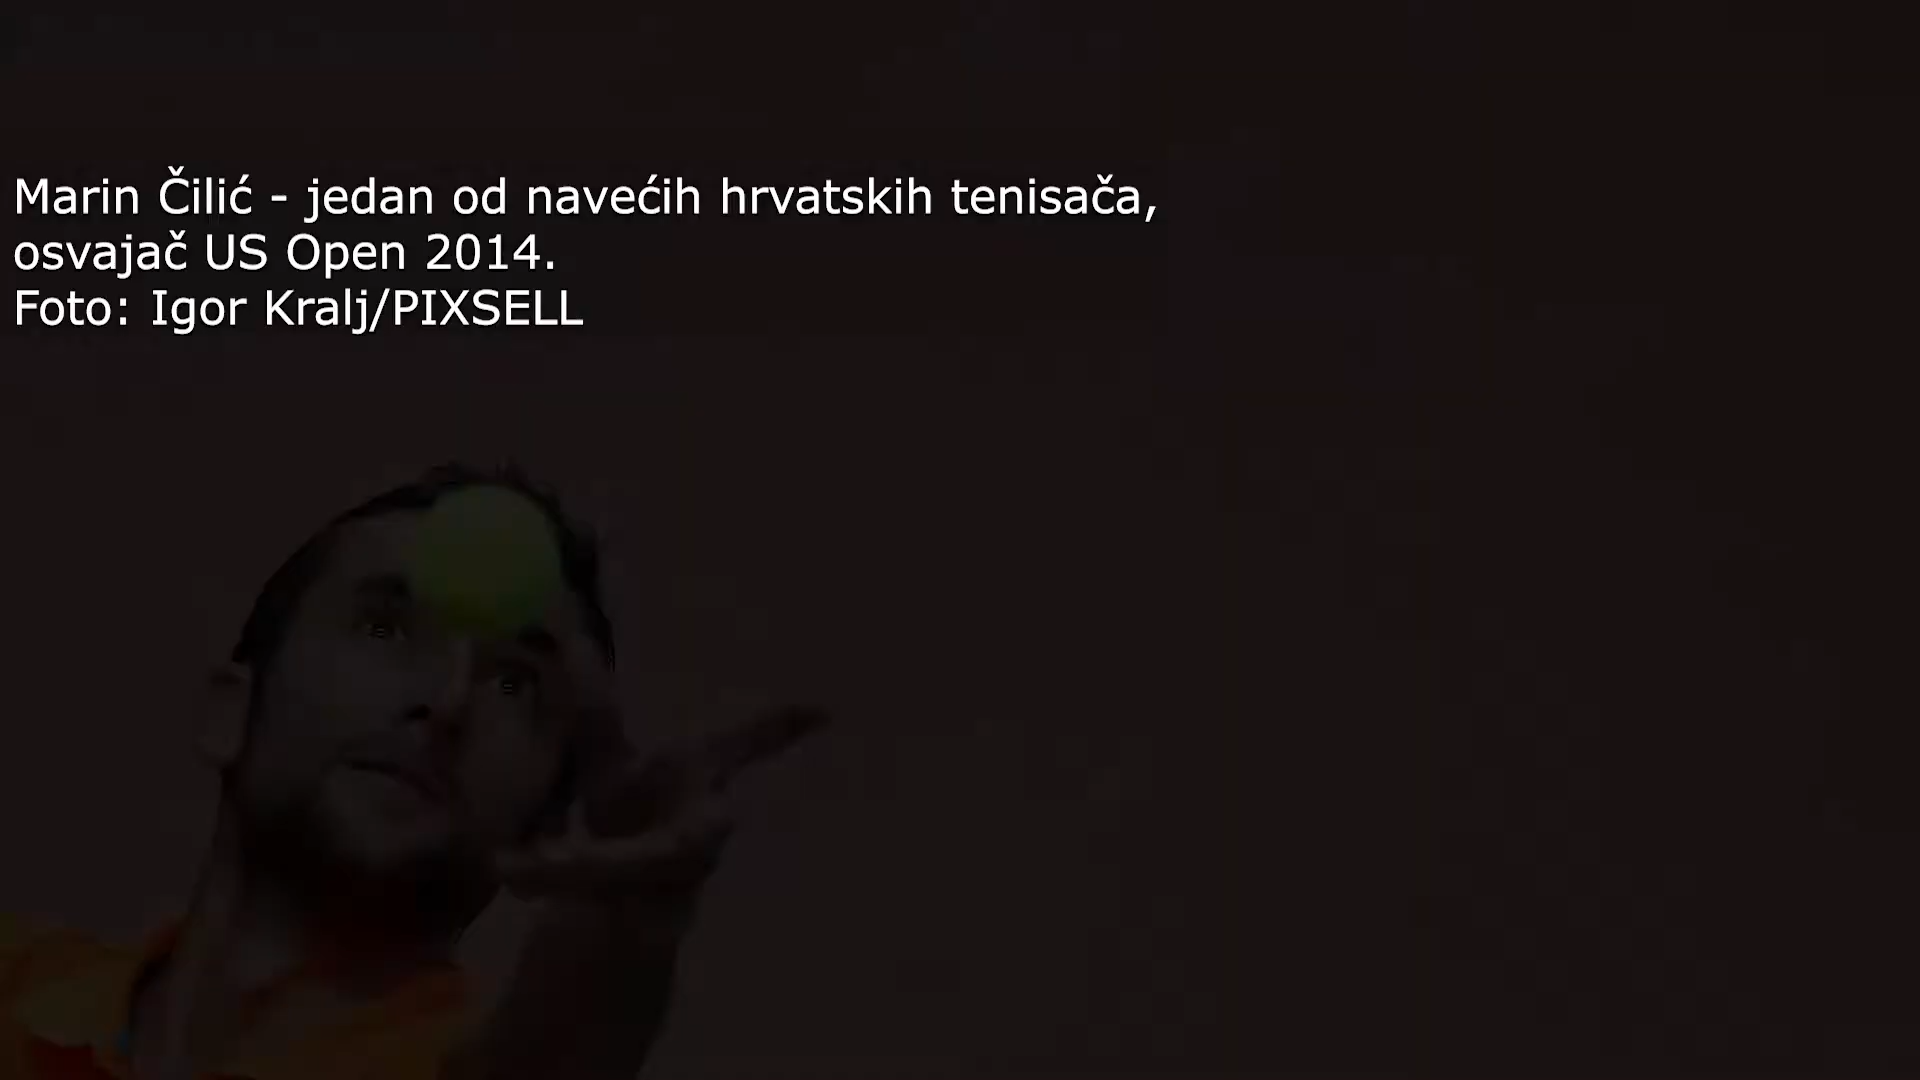 Marin Čilić - jedan od navećih hrvatskih tenisača,
osvajač US Open 2014.
Foto: Igor Kralj/PIXSELL